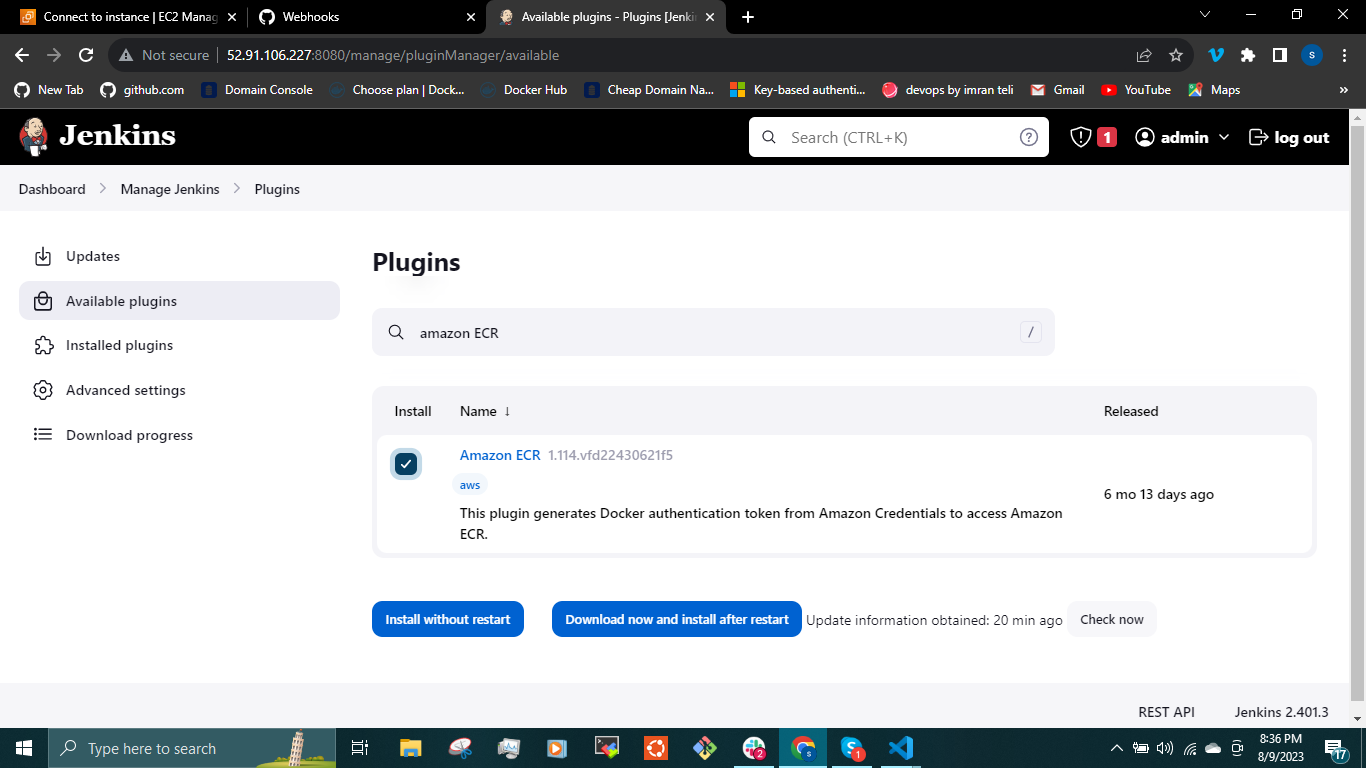 Connect to instance | EC2 Manag
Webhooks
Available plugins - Plugins [Jenki
Not secure
52.91.106.227:8080/manage/pluginManager/available
S
New Tab
github.com
Domain Console
Choose plan | Dock...
Docker Hub
Cheap Domain Na...
Key-based authenti...
devops by imran teli
Gmail
YouTube
Maps
»
Jenkins
Search (CTRL+K)
?
1
admin
log out
Dashboard
Manage Jenkins
Plugins
Updates
Available plugins
Installed plugins
Advanced settings
Download progress
Plugins
amazon ECR
/
Install
Name ↓
Released
Amazon ECR 1.114.vfd22430621f5
aws
This plugin generates Docker authentication token from Amazon Credentials to access Amazon
ECR.
6 mo 13 days ago
Install without restart
Download now and install after restart
Update information obtained: 20 min ago
Check now
REST API
Jenkins 2.401.3
Type here to search
2
S
1
8:36 PM
8/9/2023
17